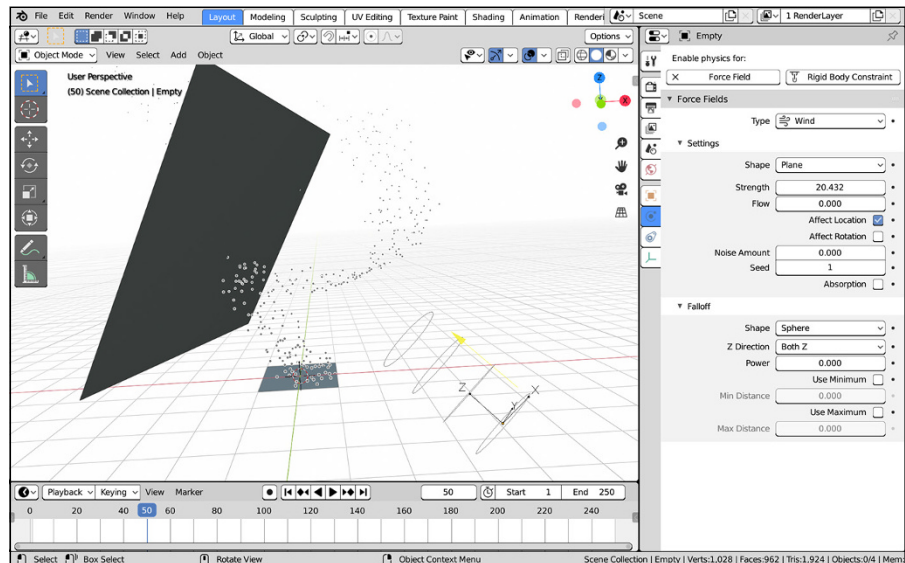 File Edit Render Window Help Layout Modeling Sculpting UV Editing Texture Paint Shading Animation Renderi Scene 1 RenderLayer
Global Options
Object Mode View Select Add Object
User Perspective
(50) Scene Collection | Empty
Z
X
Z
X
Y
Empty
Enable physics for:
Force Field Rigid Body Constraint
Force Fields
Type Wind
Settings
Shape Plane
Strength 20.432
Flow 0.000
Affect Location
Affect Rotation
Noise Amount 0.000
Seed 1
Absorption
Falloff
Shape Sphere
Z Direction Both Z
Power 0.000
Use Minimum
Min Distance 0.000
Use Maximum
Max Distance 0.000
Playback Keying View Marker 50 Start 1 End 250
0 20 40 50 60 80 100 120 140 160 180 200 220 240
Select Box Select Rotate View Object Context Menu Scene Collection | Empty | Verts:1,028 | Faces:962 | Tris:1,924 | Objects:0/4 | Mem: